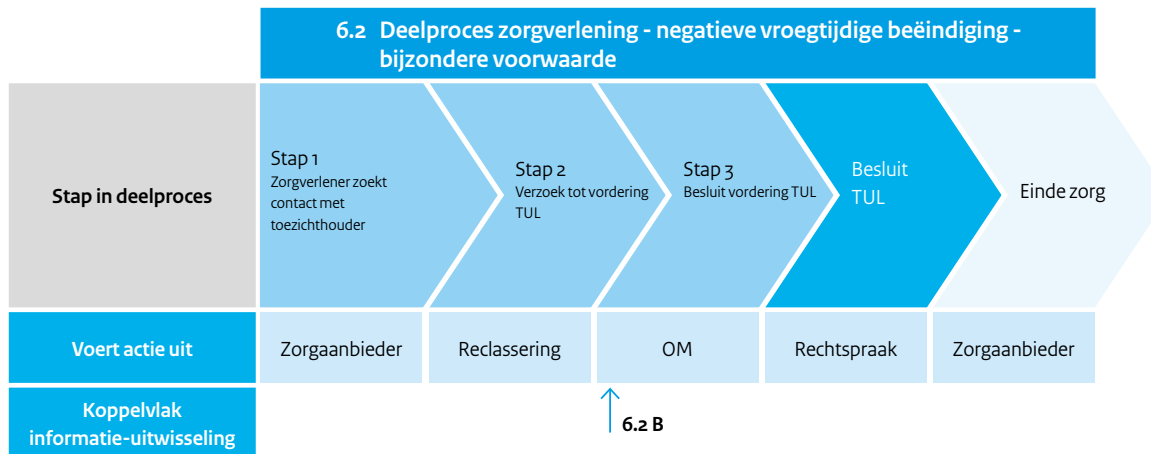 6.2 Deelproces zorgverlening - negatieve vroegtijdige beëindiging -
bijzondere voorwaarde
Stap in deelproces
Stap 1
Zorgverlener zoekt
contact met
toezichthouder
Stap 2
Verzoek tot vordering
TUL
Stap 3
Besluit vordering TUL
Besluit
TUL
Einde zorg
Voert actie uit
Zorgaanbieder
Reclassering
OM
Rechtspraak
Zorgaanbieder
Koppelvlak
informatie-uitwisseling
6.2 B